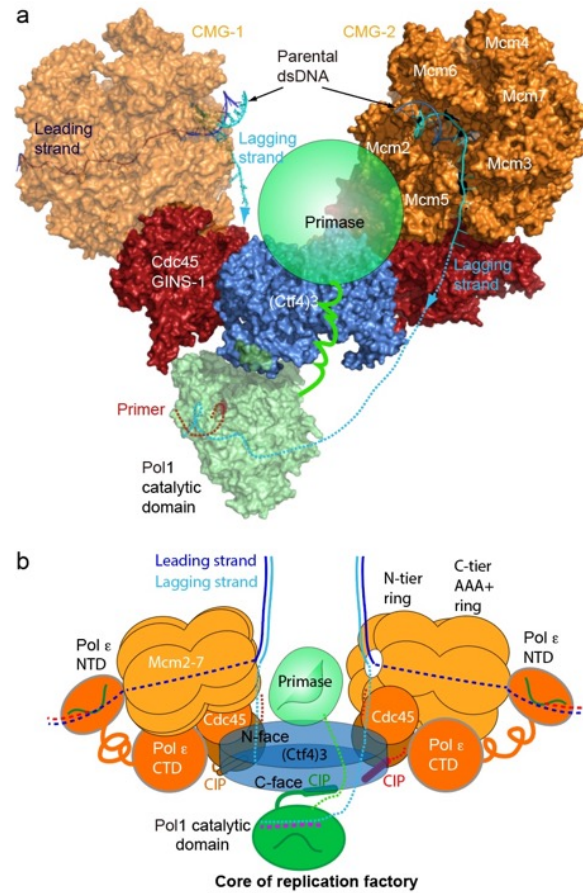 a
CMG-1
CMG-2
Parental
dsDNA
Mcm4
Mcm6
Mcm7
Leading
strand
Lagging
strand
Mcm2
Mcm3
Mcm5
Primase
Cdc45
GINS-1
(Ctf4)3
Lagging
strand
Primer
Pol1
catalytic
domain
b
Leading strand
Lagging strand
N-tier
ring
C-tier
AAA+
ring
Pol ε
NTD
Pol ε
NTD
Mcm2-7
Primase
Cdc45
Cdc45
N-face
(Ctf4)3
Pol ε
CTD
Pol ε
CTD
CIP
C-face
CIP
CIP
Pol1 catalytic
domain
Core of replication factory